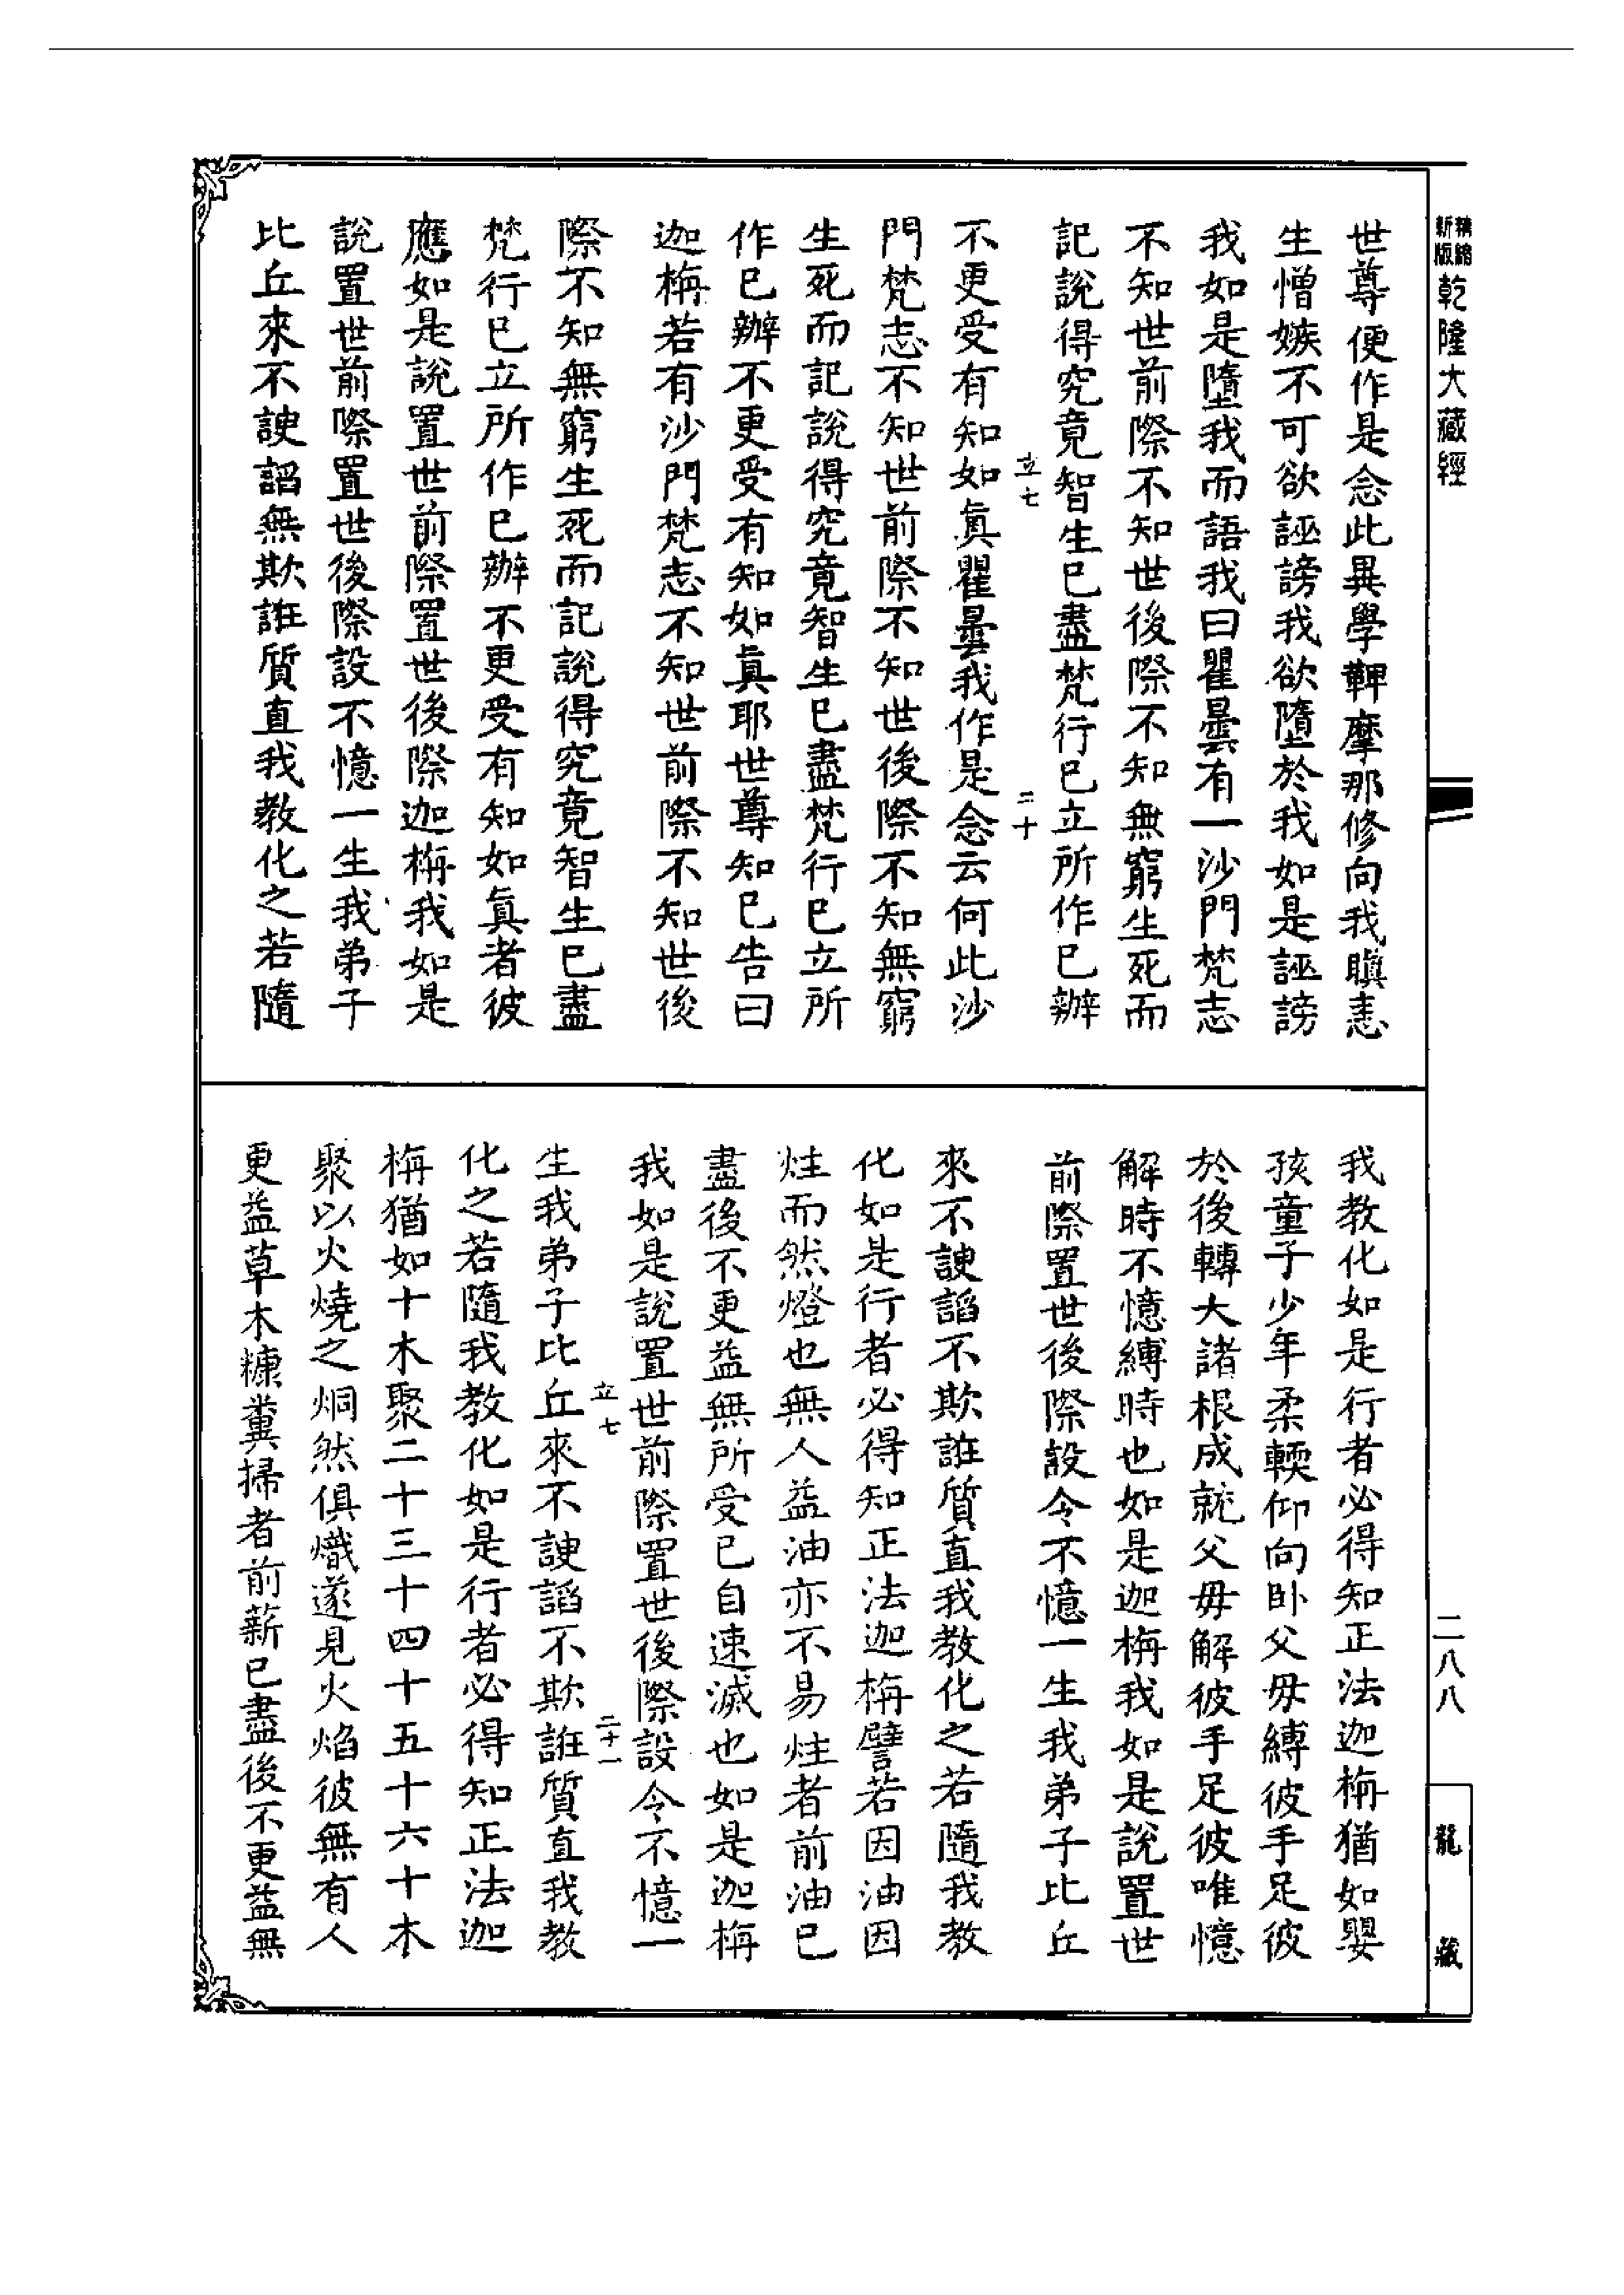 精縮新版乾隆大藏經
世尊便作是念此異學鞞摩那修向我瞋恚
生憎嫉不可欲誣謗我欲墮於我如是誣謗
我如是墮我而語我曰瞿曇有一沙門梵志
不知世前際不知世後際不知無窮生死而
記說得究竟智生已盡梵行已立所作已辦
立七
二十
不更受有知如眞瞿曇我作是念云何此沙
門梵志不知世前際不知世後際不知無窮
生死而記說得究竟智生已盡梵行已立所
作已辦不更受有知如眞耶世尊知已告曰
迦栴若有沙門梵志不知世前際不知世後
際不知無窮生死而記說得究竟智生已盡
梵行已立所作已辦不更受有知如眞者彼
應如是說置世前際置世後際迦栴我如是
說置世前際置世後際設不憶一生我弟子
比丘來不諛諂無欺誑質直我教化之若隨
我教化如是行者必得知正法迦栴猶如嬰
孩童子少年柔輭仰向卧父母縛彼手足彼
於後轉大諸根成就父母解彼手足彼唯憶
解時不憶縛時也如是迦栴我如是說置世
前際置世後際設令不憶一生我弟子比丘
來不諛諂不欺誑質直我教化之若隨我教
化如是行者必得知正法迦栴譬若因油因
炷而然燈也無人益油亦不易炷者前油已
盡後不更益無所受已自速滅也如是迦栴
我如是說置世前際置世後際設令不憶一
立七
二十一
生我弟子比丘來不諛諂不欺誑質直我教
化之若隨我教化如是行者必得知正法迦
栴猶如十木聚二十三十四十五十六十木
聚以火燒之烔然俱熾遂見火焰彼無有人
更益草木糠糞掃者前薪已盡後不更益無
二八八
龍藏